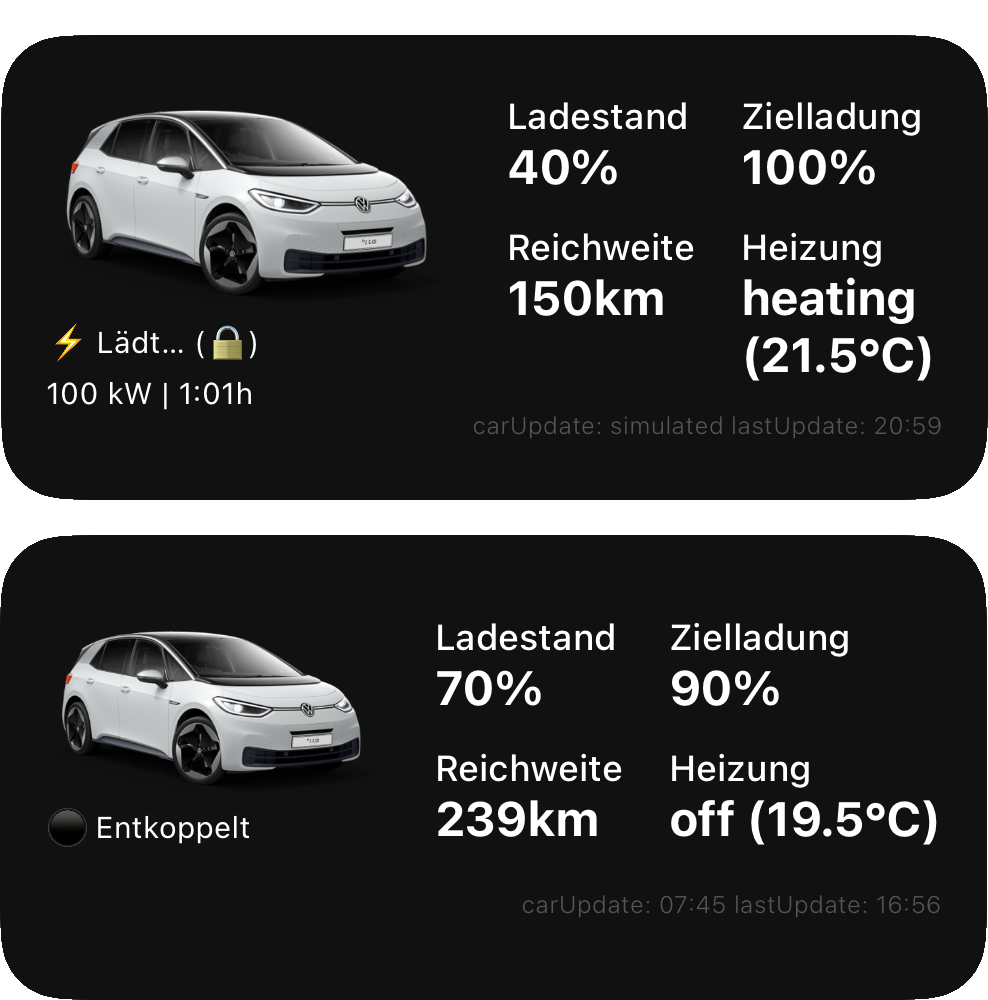 Ladestand Zielladung
40% 100%
Reichweite Heizung
150km heating
(21.5°C)
⚡ Lädt... (🔒)
100 kW | 1:01h
carUpdate: simulated lastUpdate: 20:59
Ladestand Zielladung
70% 90%
Reichweite Heizung
239km off (19.5°C)
⚫ Entkoppelt
carUpdate: 07:45 lastUpdate: 16:56